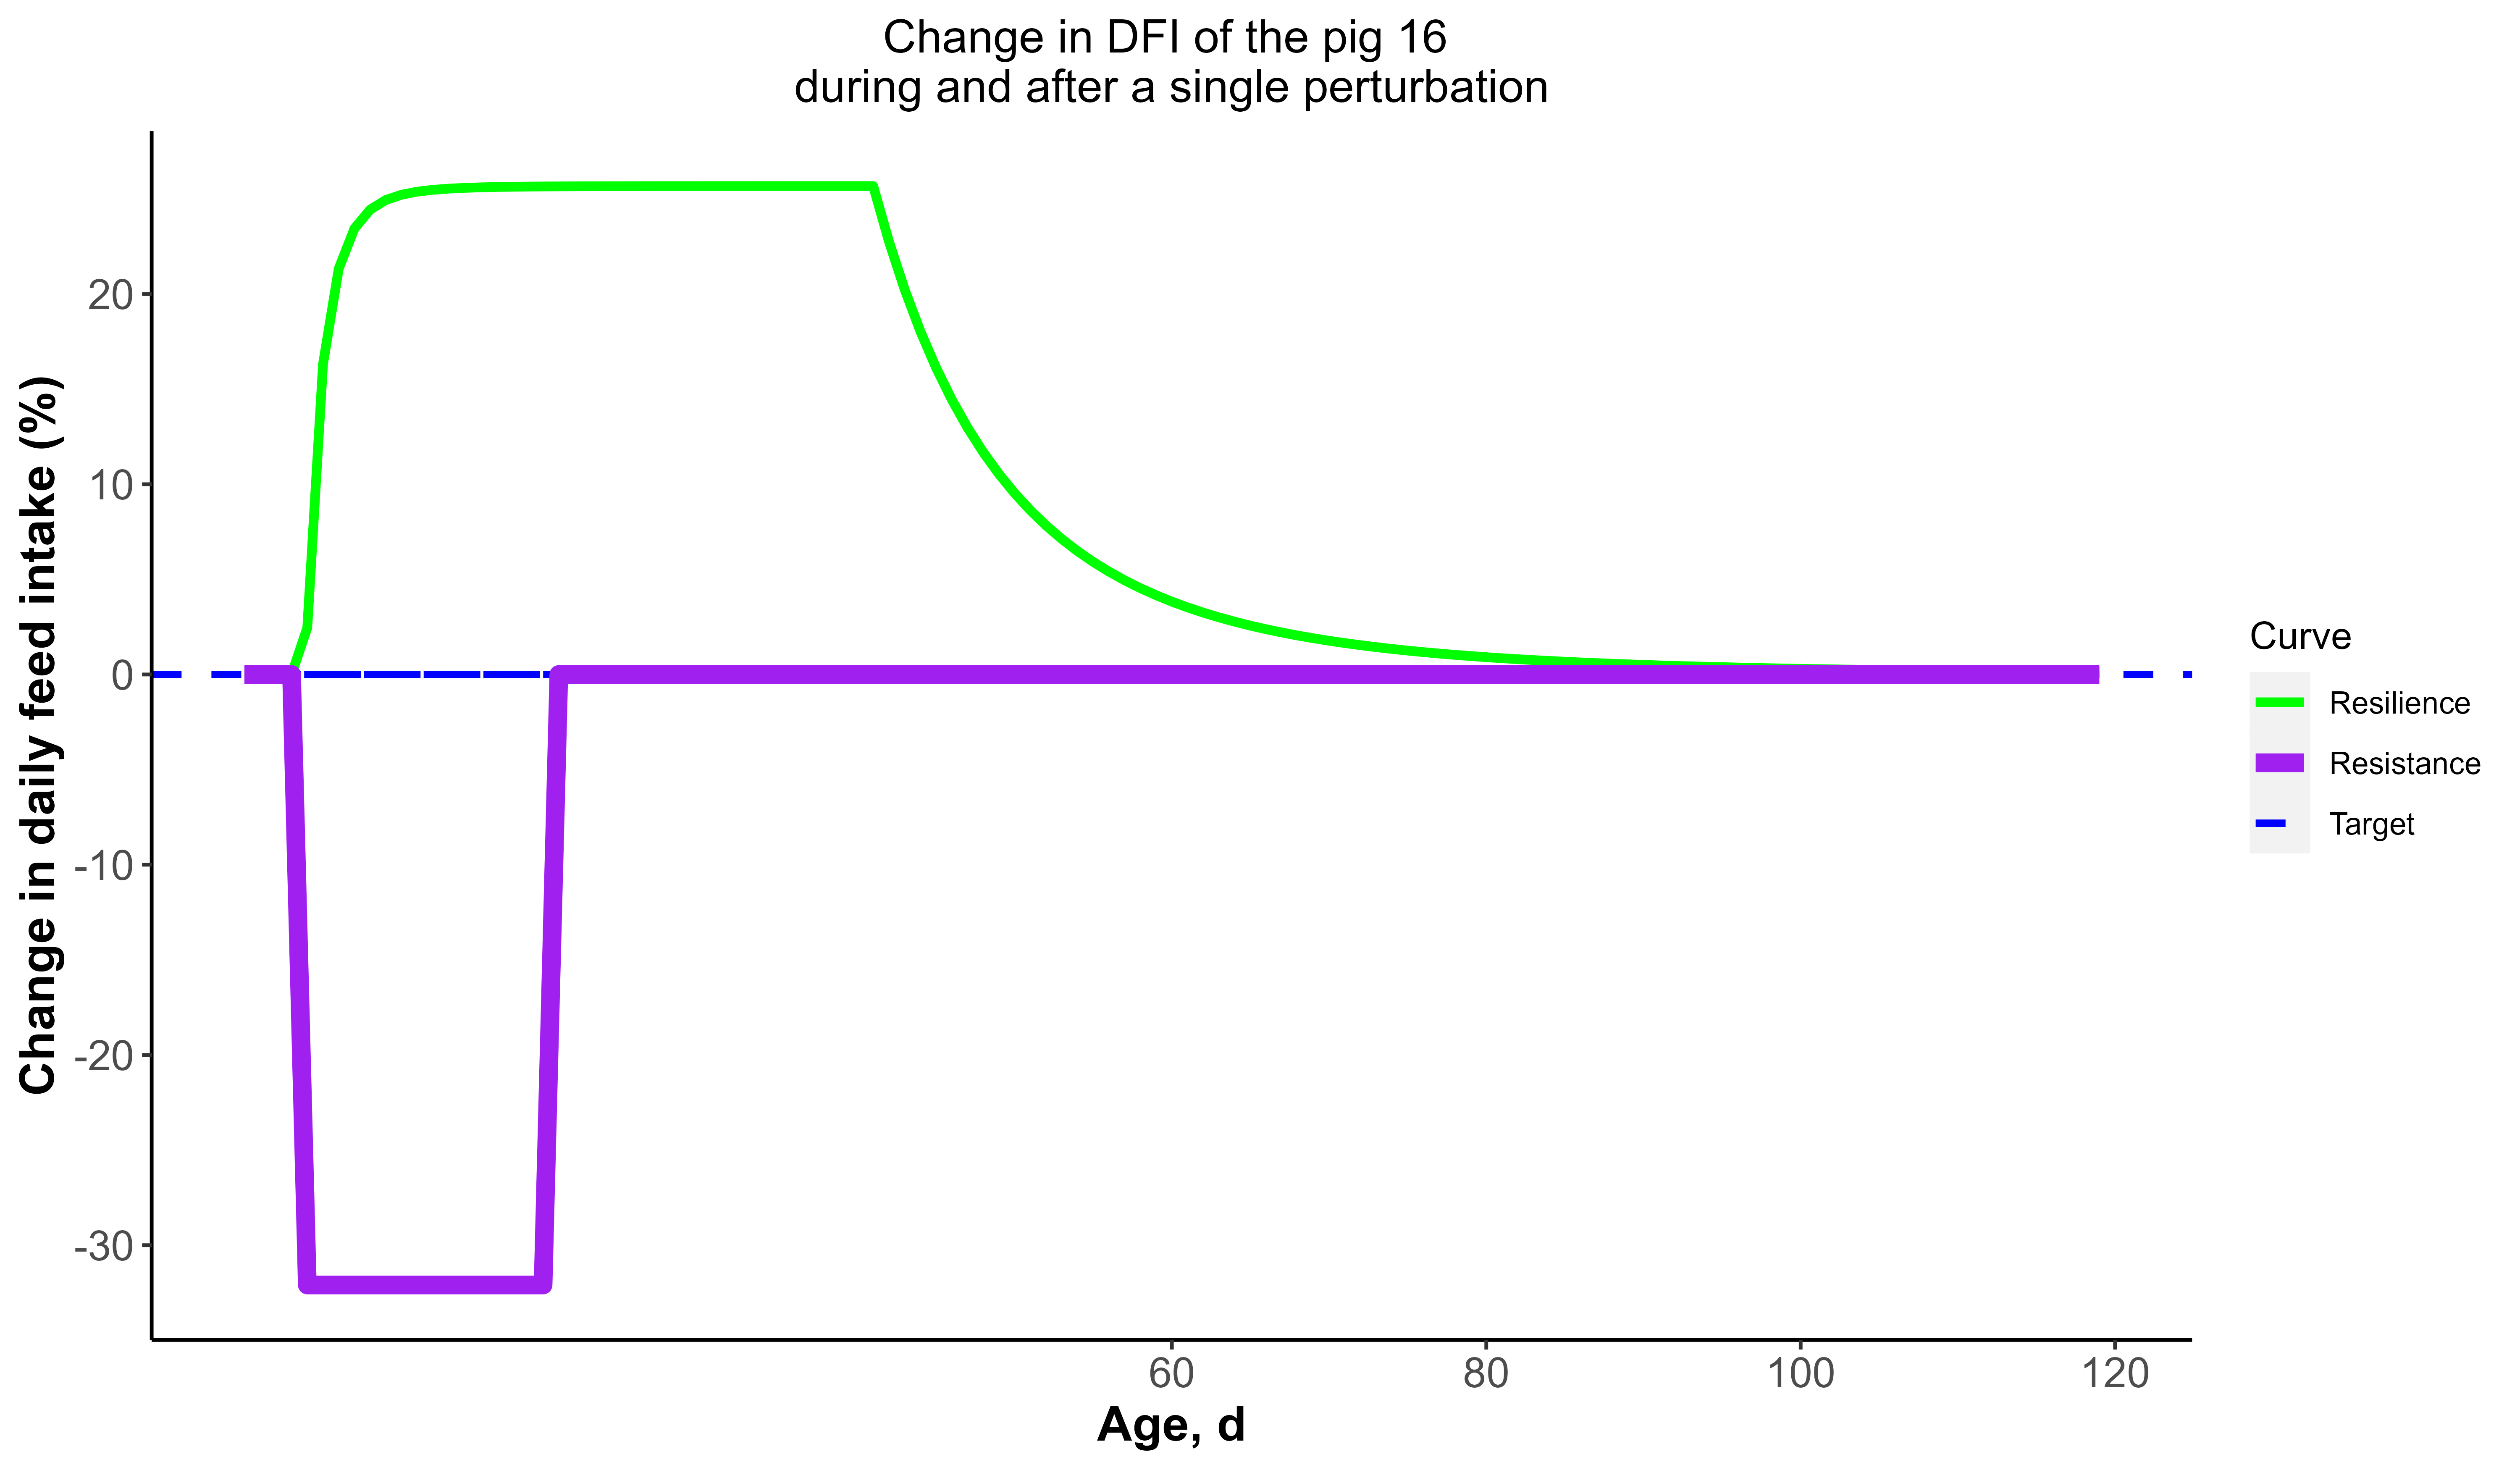 Change in DFI of the pig 16
during and after a single perturbation
Change in daily feed intake (%)
20
10
0
-10
-20
-30
60
80
100
120
Age, d
Curve
Resilience
Resistance
Target